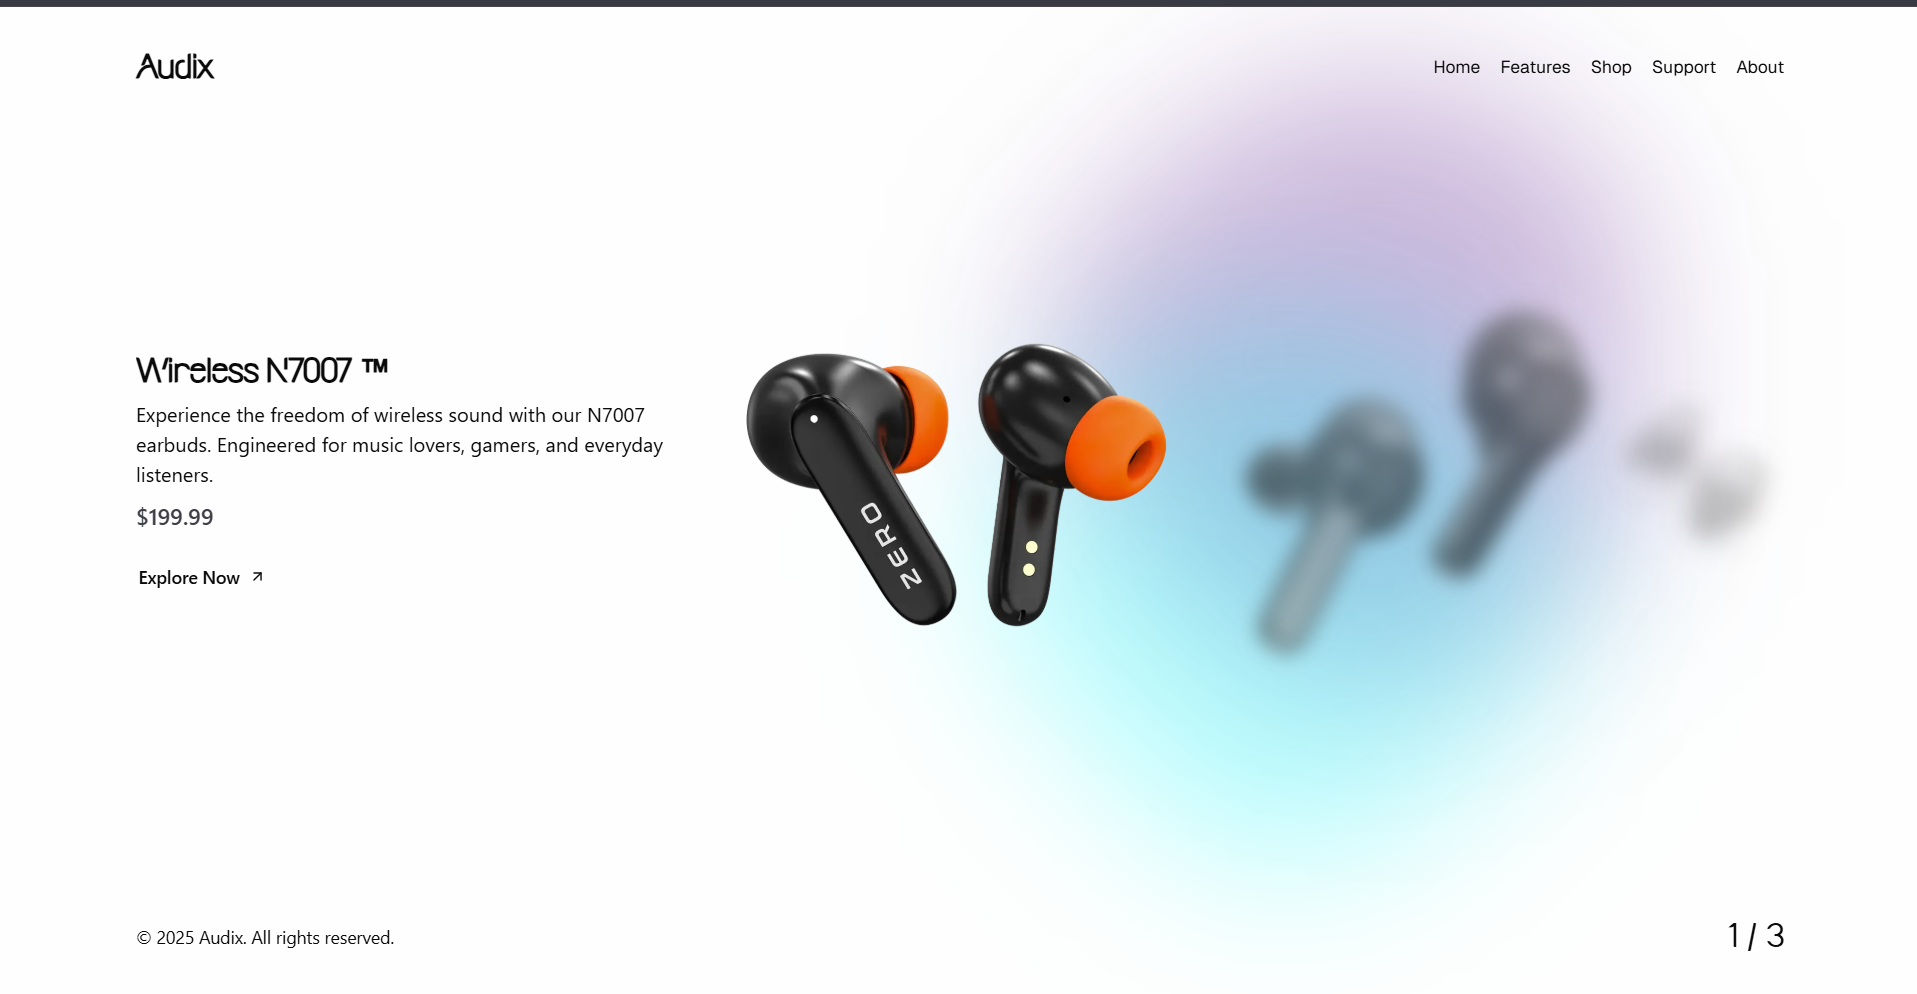 Audix
Home Features Shop Support About
Wireless N7007 ™
Experience the freedom of wireless sound with our N7007
earbuds. Engineered for music lovers, gamers, and everyday
listeners.
$199.99
Explore Now
ZERO
© 2025 Audix. All rights reserved.
1 / 3